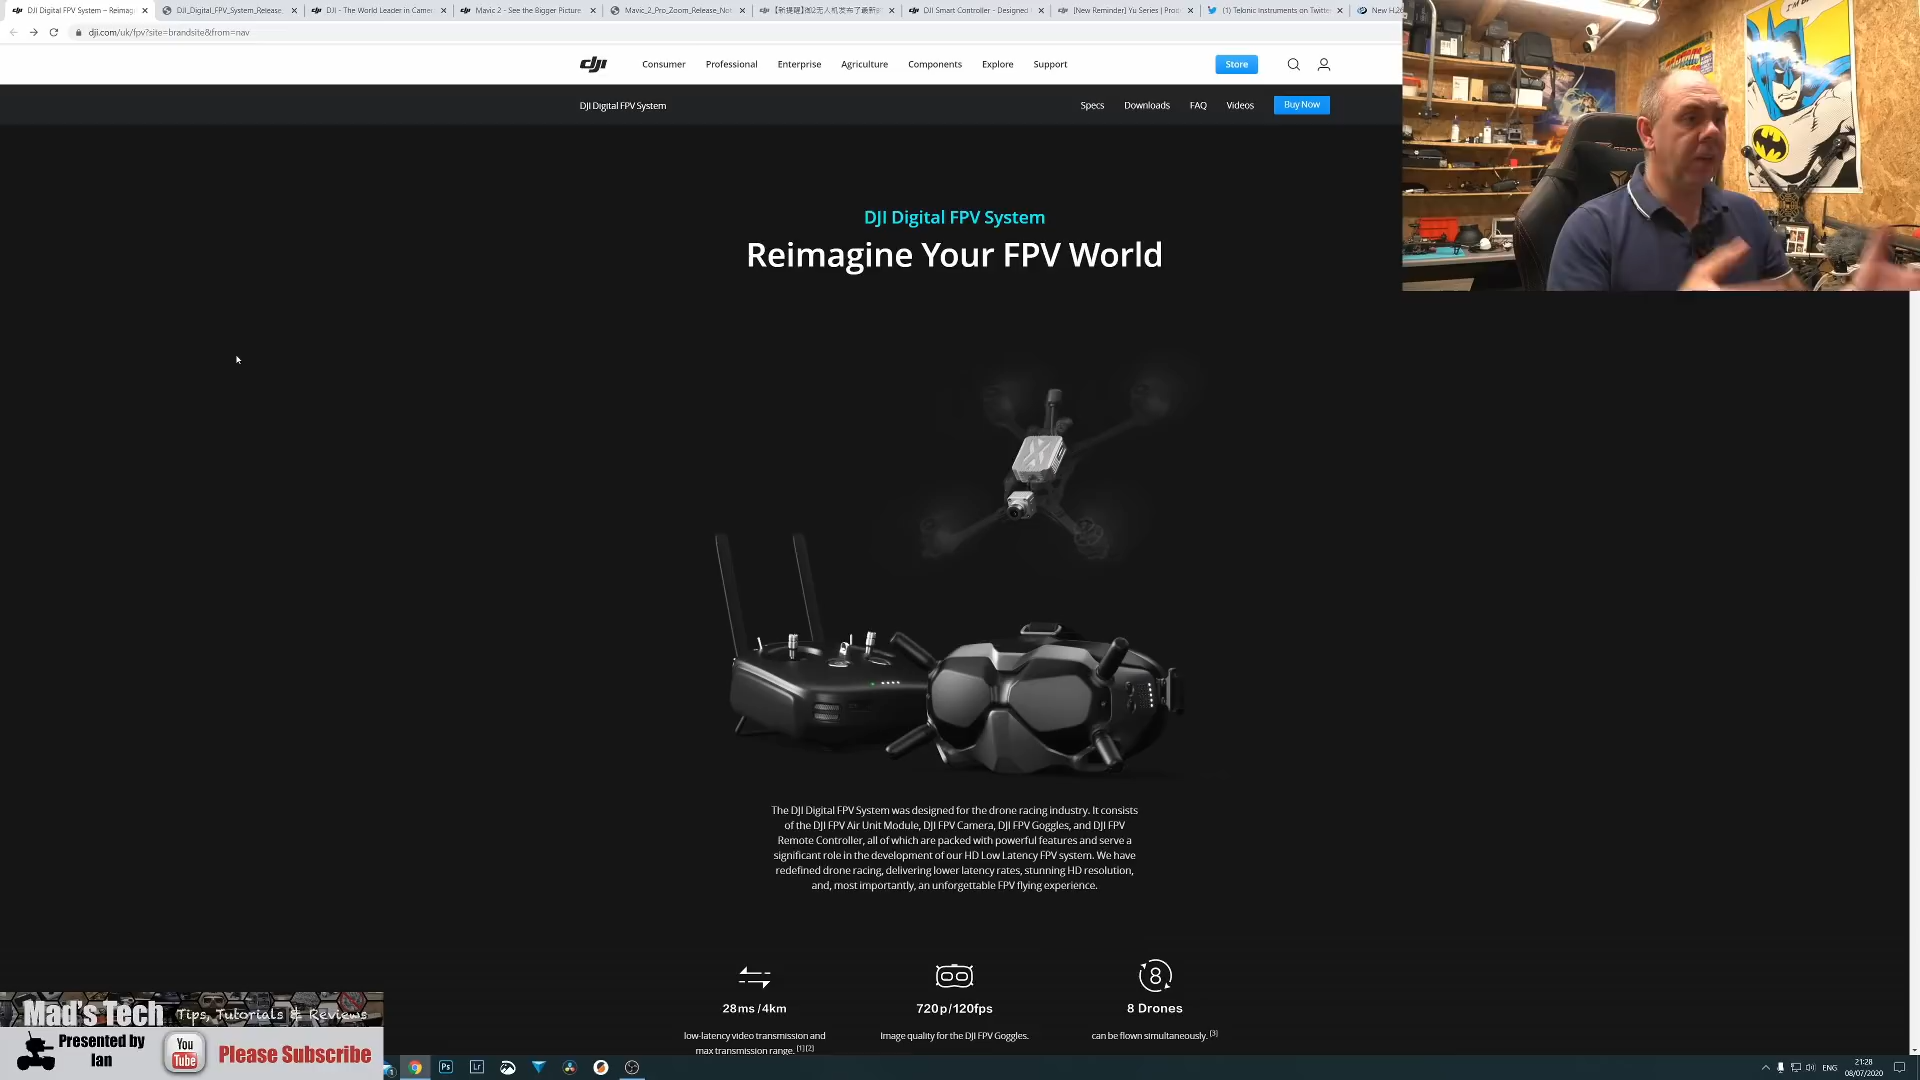 DJI Digital FPV System – Reimag
DJI_Digital_FPV_System_Release_
DJI - The World Leader in Camer
Mavic 2 - See the Bigger Picture
Mavic_2_Pro_Zoom_Release_No
DJI Smart Controller - Designed
[New Reminder] Yu Series | Prod
(1) Tekonic Instruments on Twitter
New H.26
dji.com/uk/fpv?site=brandsite&from=nav
dji
Consumer
Professional
Enterprise
Agriculture
Components
Explore
Support
Store
DJI Digital FPV System
Specs
Downloads
FAQ
Videos
Buy Now
DJI Digital FPV System
Reimagine Your FPV World
The DJI Digital FPV System was designed for the drone racing industry. It consists
of the DJI FPV Air Unit Module, DJI FPV Camera, DJI FPV Goggles, and DJI FPV
Remote Controller, all of which are packed with powerful features and serve a
significant role in the development of our HD Low Latency FPV system. We have
redefined drone racing, delivering lower latency rates, stunning HD resolution,
and, most importantly, an unforgettable FPV flying experience.
8
28ms/4km
720p/120fps
8 Drones
low-latency video transmission and
max transmission range. [1][2]
Image quality for the DJI FPV Goggles.
can be flown simultaneously. [3]
Mad's Tech Tips, Tutorials & Reviews
Presented by
Ian
You
Tube
Please Subscribe
Ps
Lr
ENG
21:28
08/07/2020